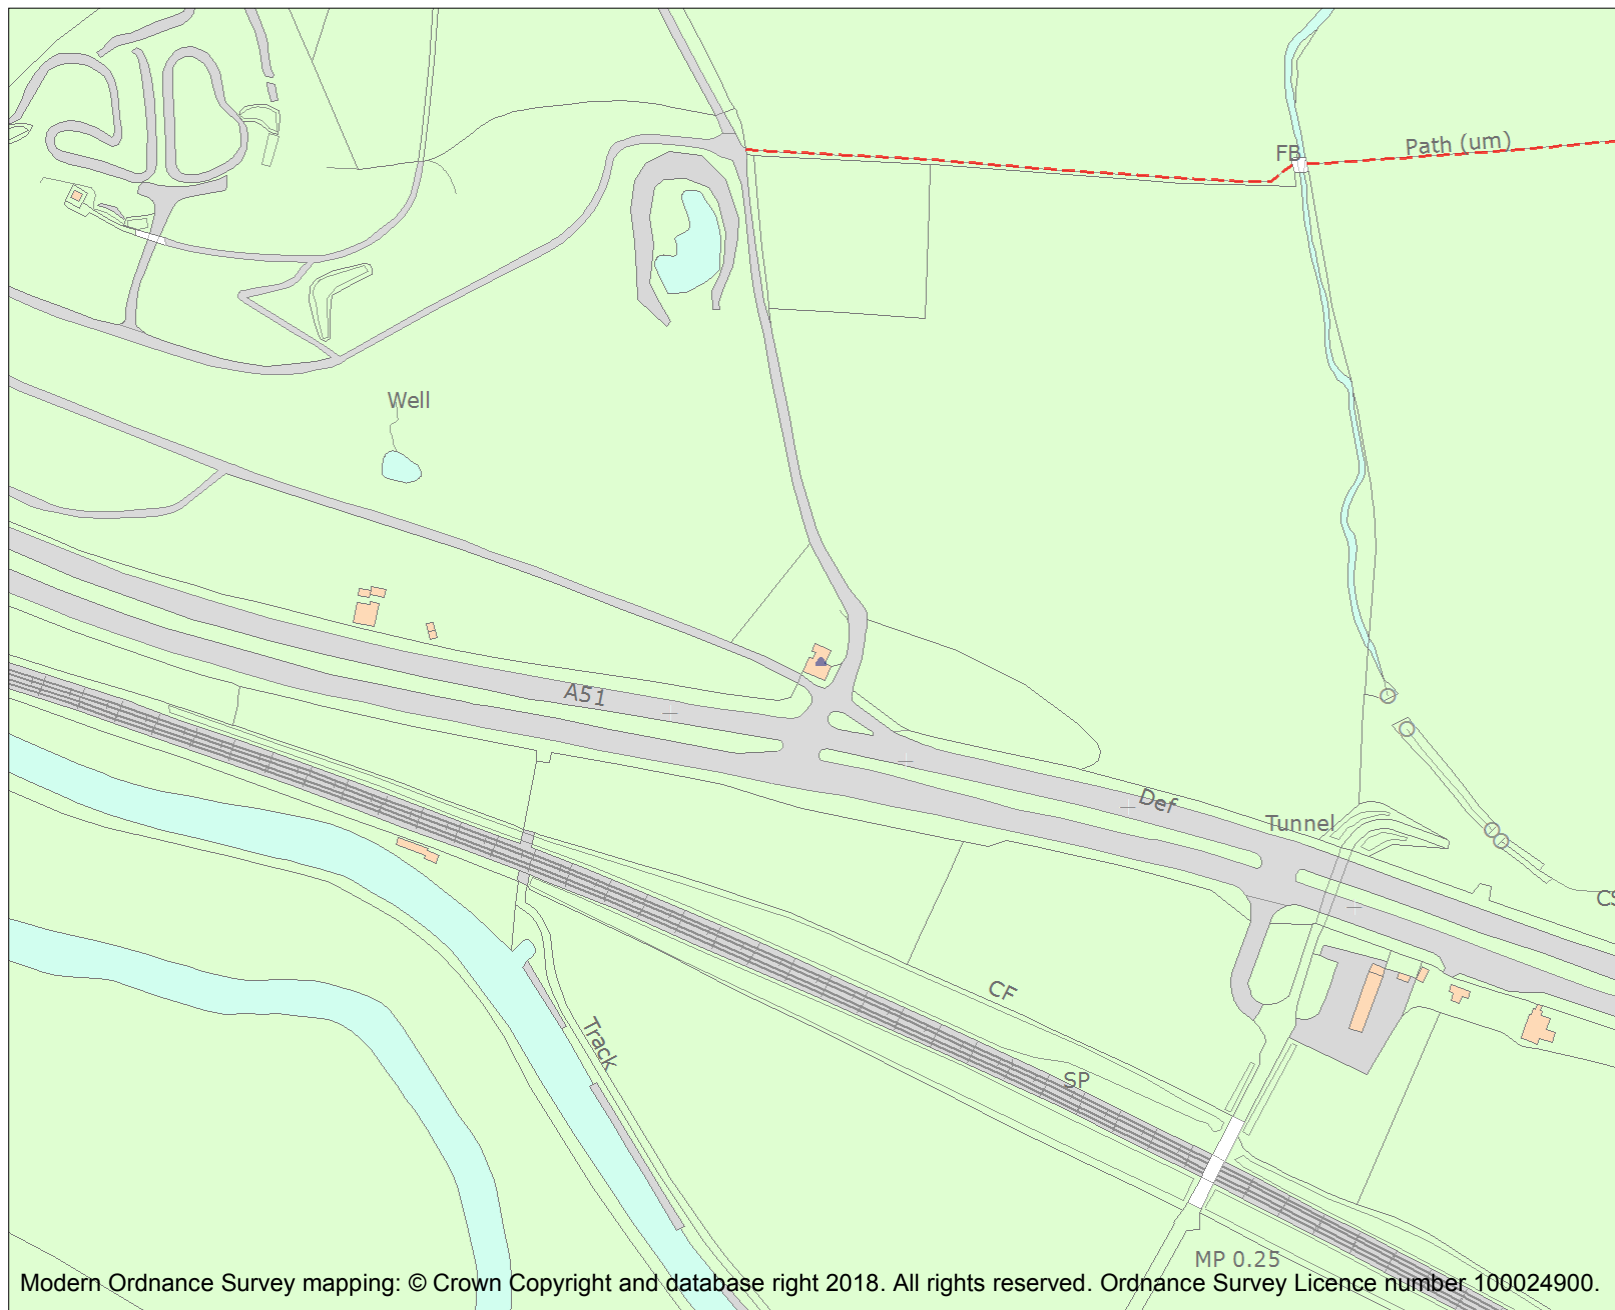 Path (um)
FB
Well
A51
Def
Tunnel
CS
CF
Track
SP
MP 0.25
Modern Ordnance Survey mapping: © Crown Copyright and database right 2018. All rights reserved. Ordnance Survey Licence number 100024900.